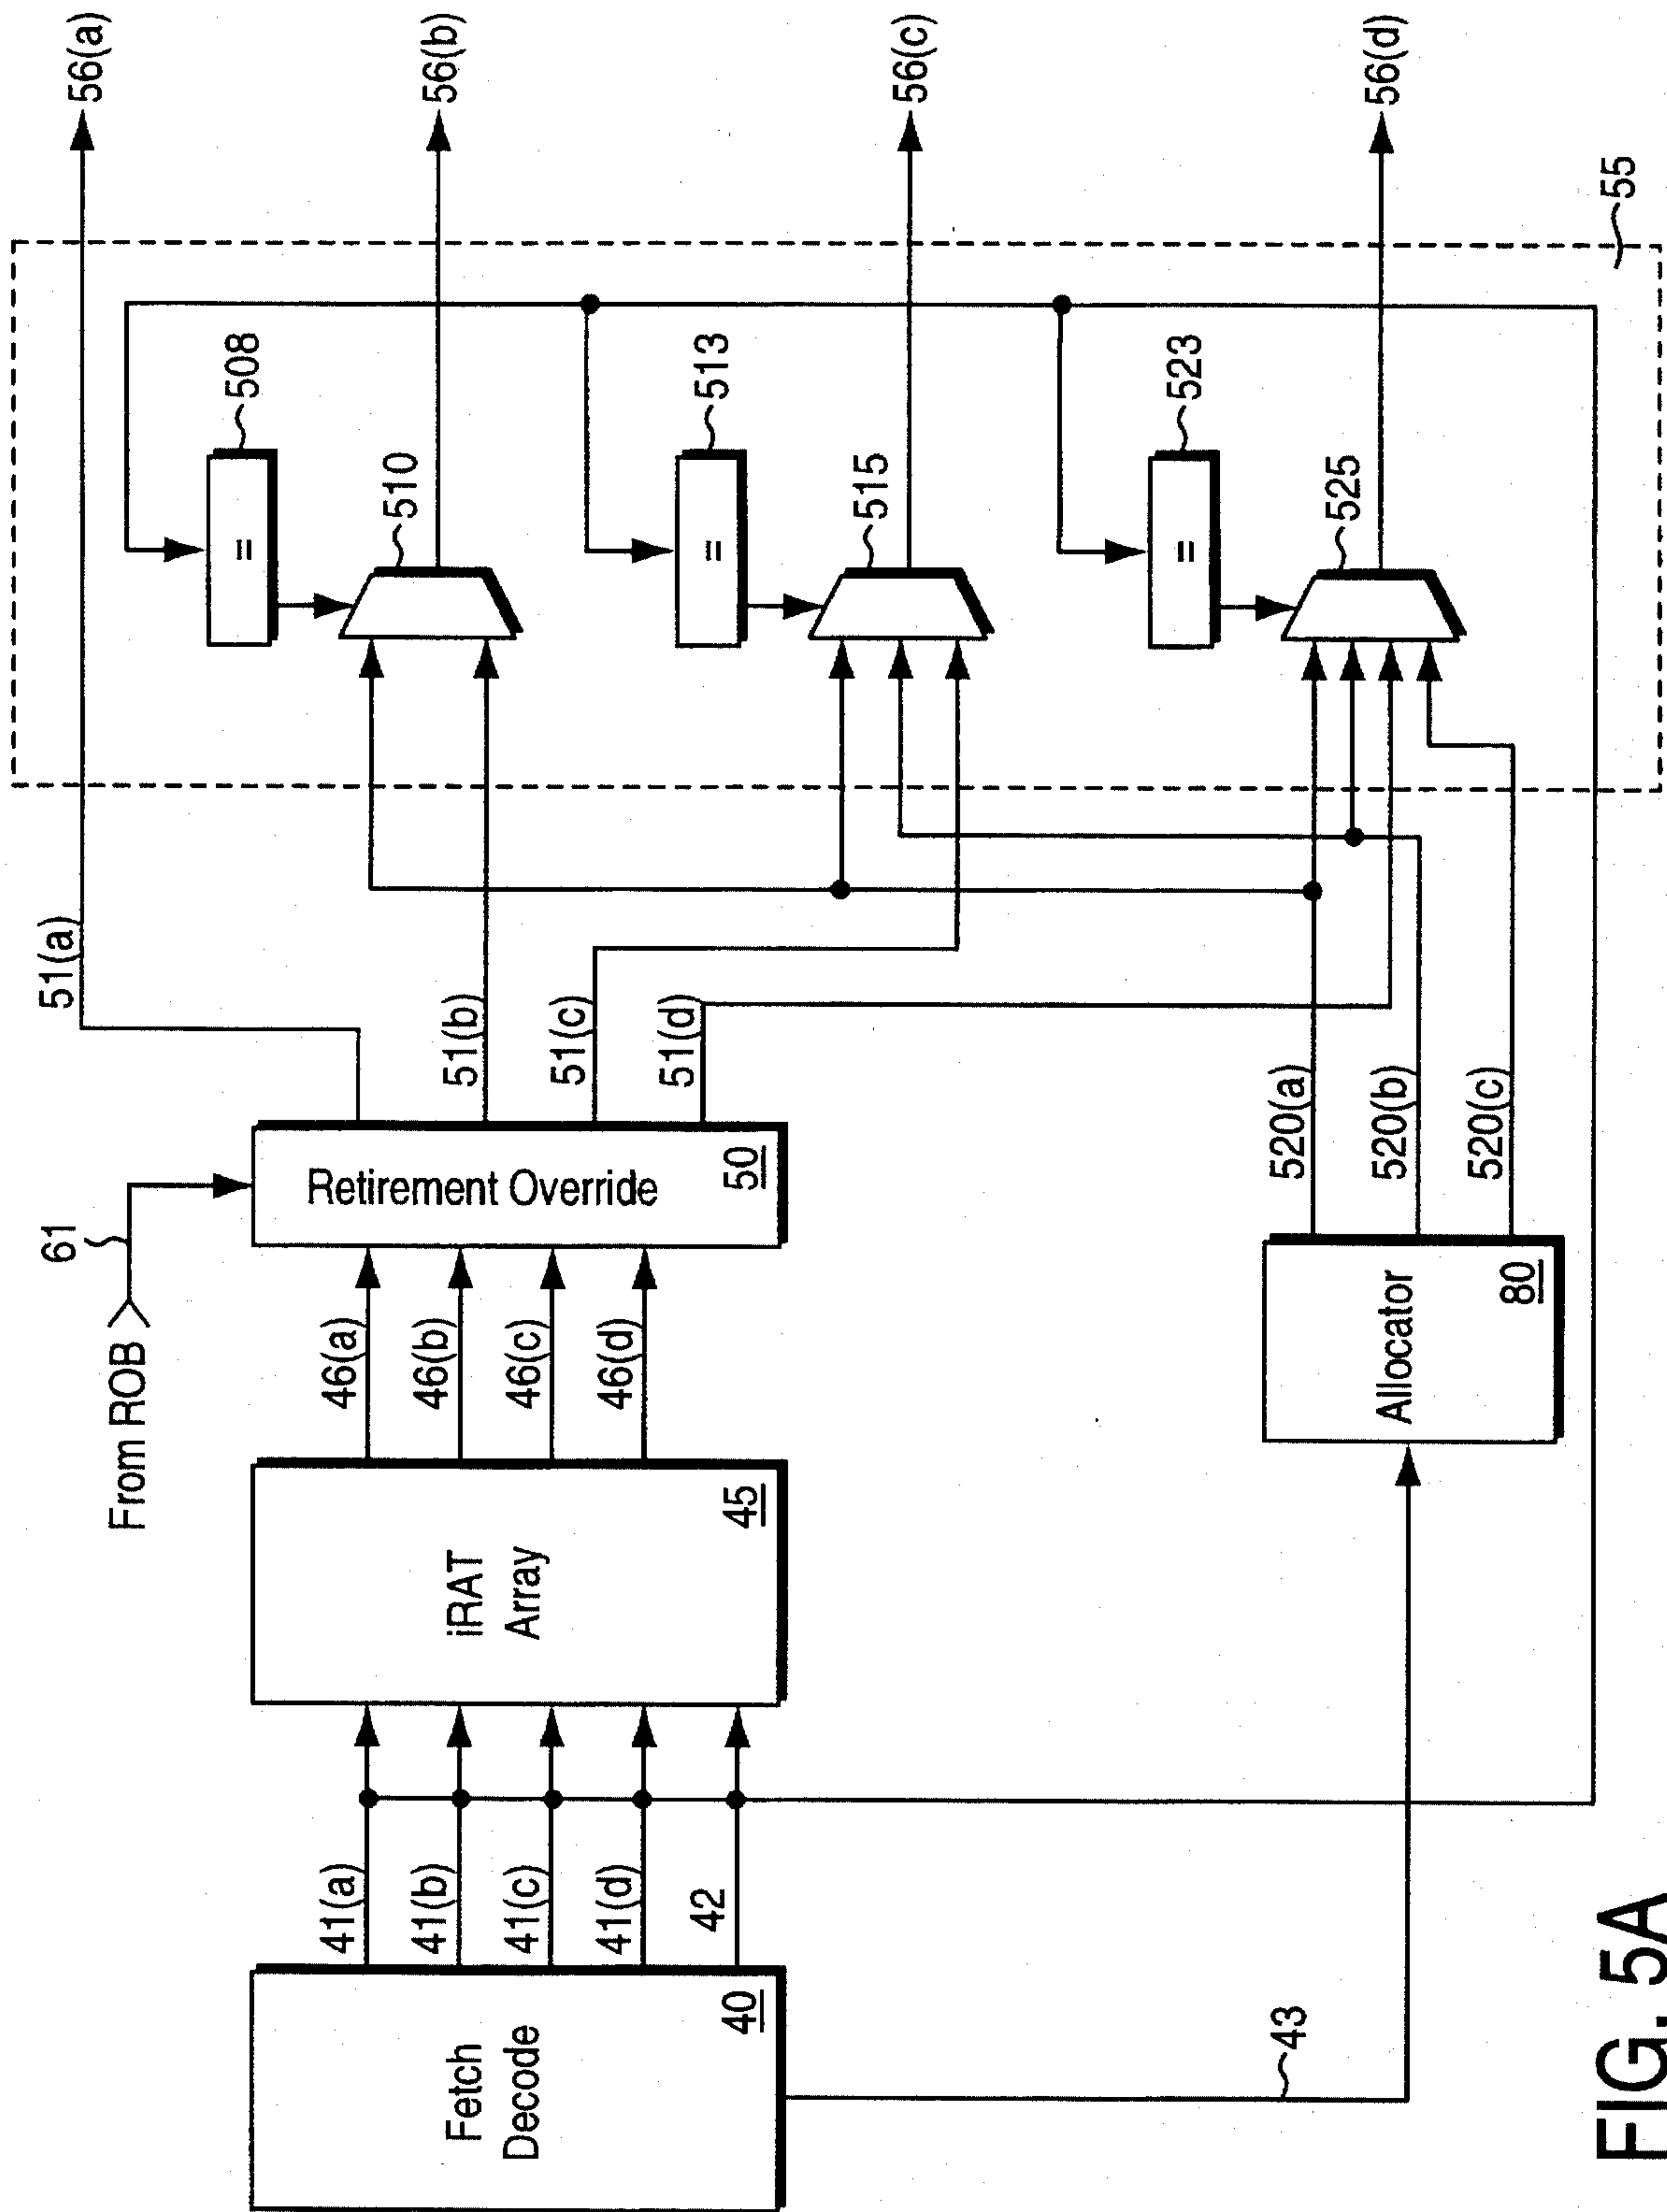 From ROB
61
Fetch
Decode
40
41(a)
41(b)
41(c)
41(d)
42
43
iRAT
Array
45
46(a)
46(b)
46(c)
46(d)
Retirement Override
50
51(a)
51(b)
51(c)
51(d)
Allocator
80
520(a)
520(b)
520(c)
=
508
510
=
513
515
=
523
525
55
56(a)
56(b)
56(c)
56(d)
FIG. 5A